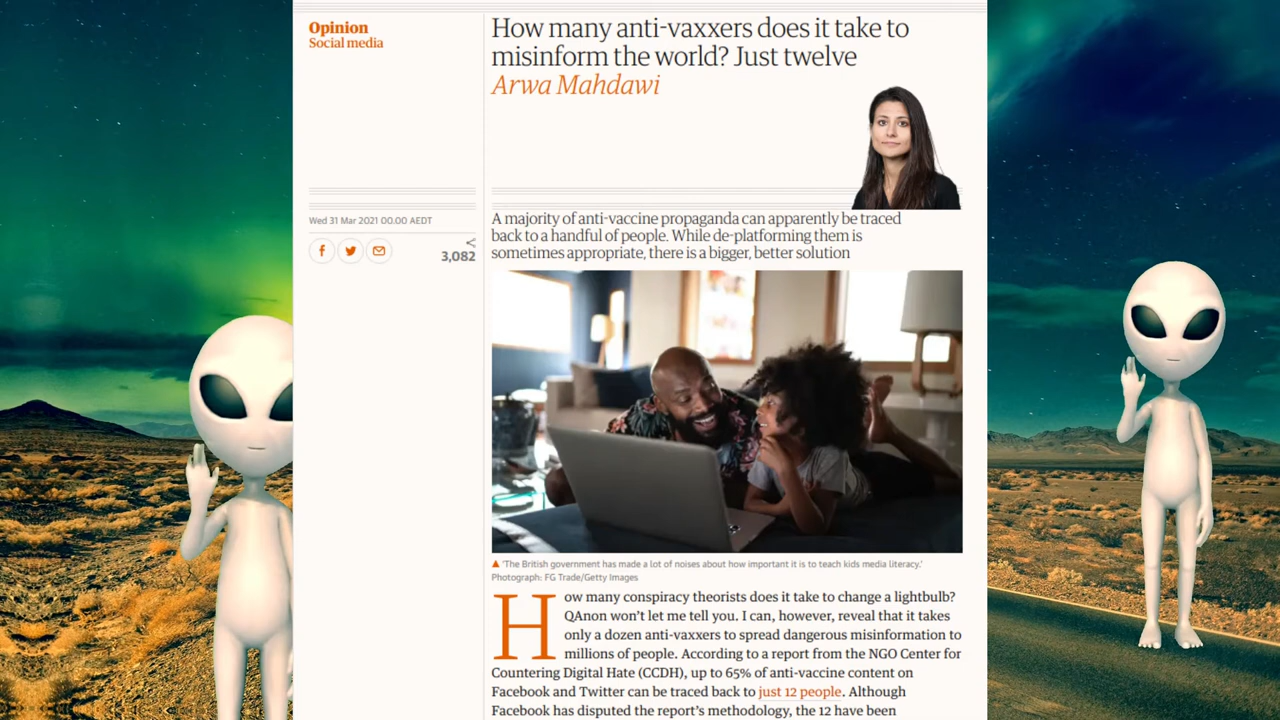 Opinion
Social media
How many anti-vaxxers does it take to
misinform the world? Just twelve
Arwa Mahdawi
Wed 31 Mar 2021 00.00 AEDT
3,082
A majority of anti-vaccine propaganda can apparently be traced
back to a handful of people. While de-platforming them is
sometimes appropriate, there is a bigger, better solution
'The British government has made a lot of noises about how important it is to teach kids media literacy.'
Photograph: FG Trade/Getty Images
How many conspiracy theorists does it take to change a lightbulb?
QAnon won't let me tell you. I can, however, reveal that it takes
only a dozen anti-vaxxers to spread dangerous misinformation to
millions of people. According to a report from the NGO Center for
Countering Digital Hate (CCDH), up to 65% of anti-vaccine content on
Facebook and Twitter can be traced back to just 12 people. Although
Facebook has disputed the report's methodology, the 12 have been